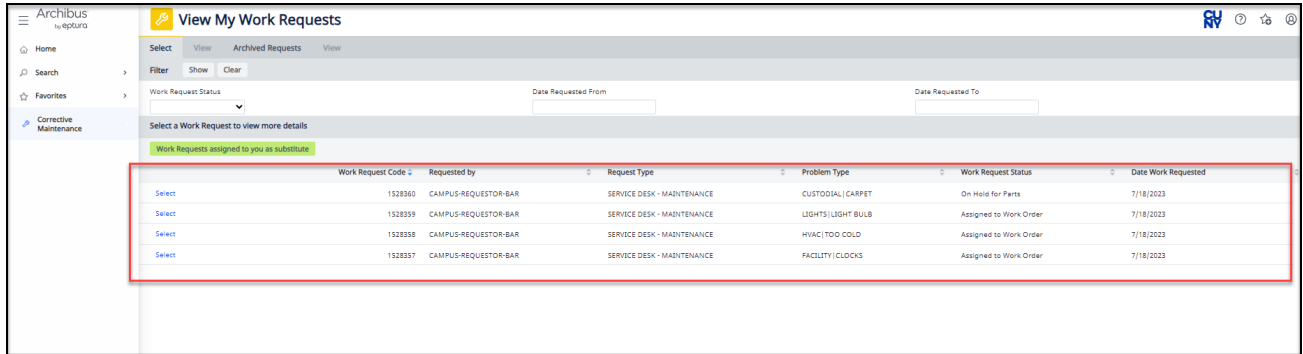 Archibus
by eptura
View My Work Requests
CU
NY
Home
Search
Favorites
Corrective
Maintenance
Select View Archived Requests View
Filter Show Clear
Work Request Status Date Requested From Date Requested To
Select a Work Request to view more details
Work Requests assigned to you as substitute
Work Request Code Requested by Request Type Problem Type Work Request Status Date Work Requested
Select 1528360 CAMPUS-REQUESTOR-BAR SERVICE DESK - MAINTENANCE CUSTODIAL|CARPET On Hold for Parts 7/18/2023
Select 1528359 CAMPUS-REQUESTOR-BAR SERVICE DESK - MAINTENANCE LIGHTS|LIGHT BULB Assigned to Work Order 7/18/2023
Select 1528358 CAMPUS-REQUESTOR-BAR SERVICE DESK - MAINTENANCE HVAC|TOO COLD Assigned to Work Order 7/18/2023
Select 1528357 CAMPUS-REQUESTOR-BAR SERVICE DESK - MAINTENANCE FACILITY|CLOCKS Assigned to Work Order 7/18/2023